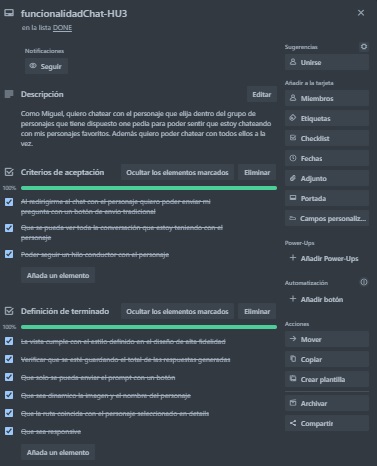 funcionalidadChat-HU3
en la lista DONE
Notificaciones
Seguir
Descripción
Editar
Como Miguel, quiero chatear con el personaje que elija dentro del grupo de
personajes que tiene dispuesto one pedia para poder sentir que estoy chateando
con mis personajes favoritos. Además quiero poder chatear con todos ellos a la
vez.
Criterios de aceptación
Ocultar los elementos marcados
Eliminar
100%
Al redirigirme al chat con el personaje quiero poder enviar mi
pregunta con un botón de envio tradicional
Que se pueda ver toda la conversación que estoy teniendo con el
personaje
Poder seguir un hilo conductor con el personaje
Añada un elemento
Definición de terminado
Ocultar los elementos marcados
Eliminar
100%
La vista cumple con el estilo definido en el diseño de alta fidelidad
Verificar que se esté guardando el total de las respuestas generadas
Que solo se pueda enviar el prompt con un botón
Que sea dinamico la imagen y el nombre del personaje
Que la ruta coincida con el personaje seleccionado en details
Que sea responsive
Añada un elemento
Sugerencias
Unirse
Añadir a la tarjeta
Miembros
Etiquetas
Checklist
Fechas
Adjunto
Portada
Campos personaliz...
Power-Ups
Añadir Power-Ups
Automatización
Añadir botón
Acciones
Mover
Copiar
Crear plantilla
Archivar
Compartir